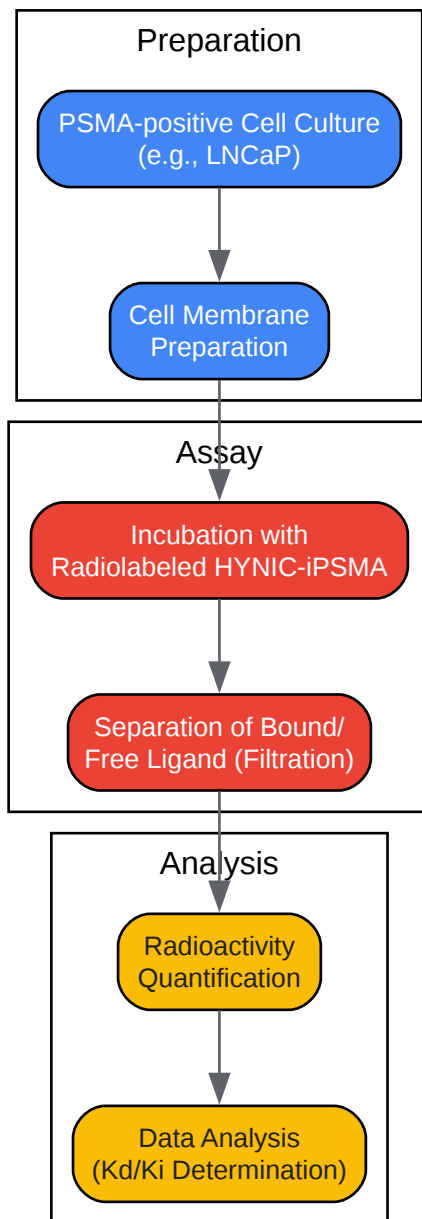 Preparation
PSMA-positive Cell Culture
(e.g., LNCaP)
Cell Membrane
Preparation
Assay
Incubation with
Radiolabeled HYNIC-iPSMA
Separation of Bound/
Free Ligand (Filtration)
Analysis
Radioactivity
Quantification
Data Analysis
(Kd/Ki Determination)